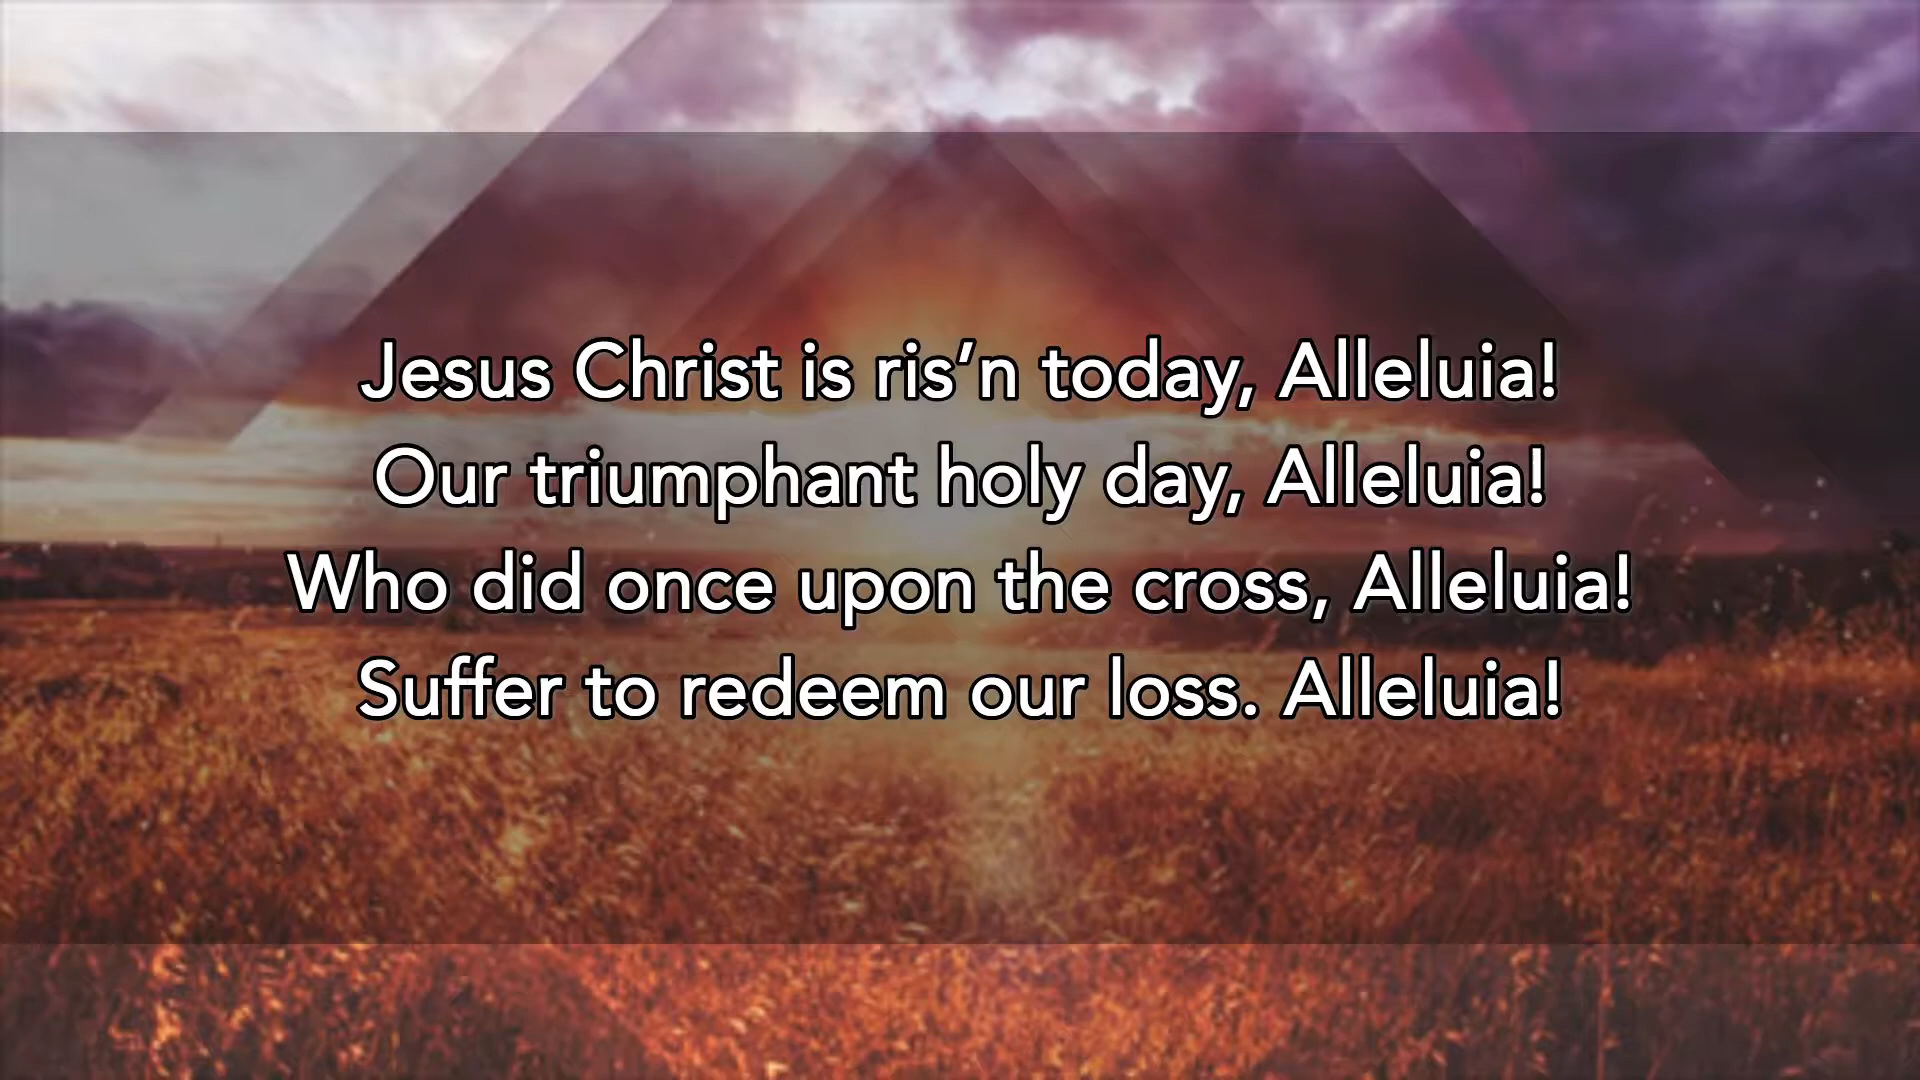 Jesus Christ is ris’n today, Alleluia!
Our triumphant holy day, Alleluia!
Who did once upon the cross, Alleluia!
Suffer to redeem our loss. Alleluia!